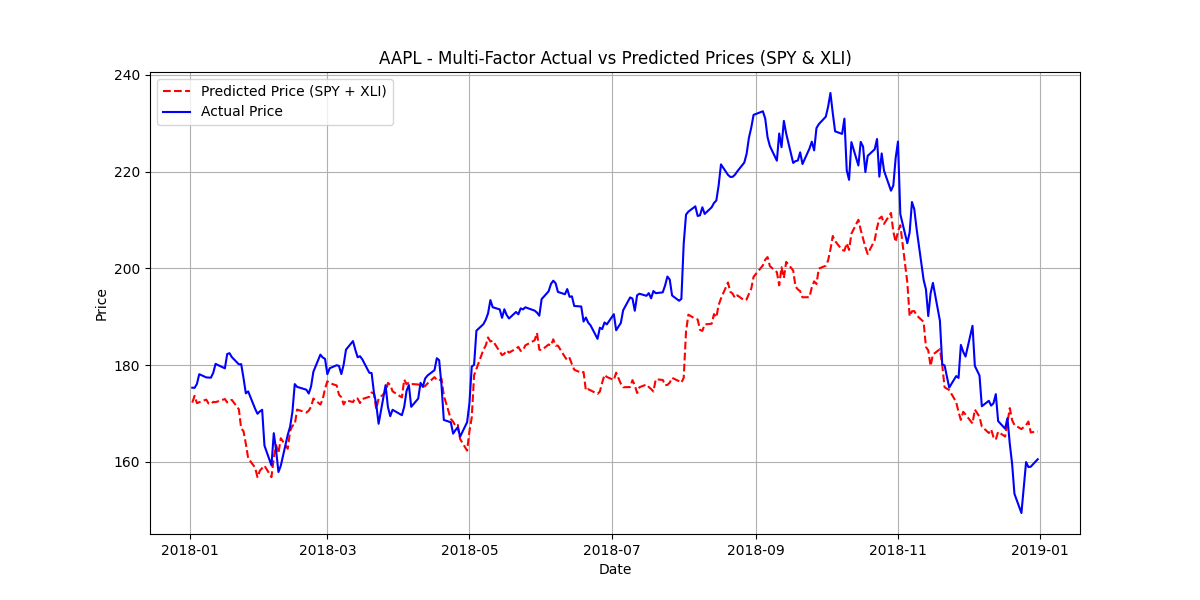 AAPL - Multi-Factor Actual vs Predicted Prices (SPY & XLI)
Predicted Price (SPY + XLI)
Actual Price
240
220
200
180
160
Price
2018-01 2018-03 2018-05 2018-07 2018-09 2018-11 2019-01
Date